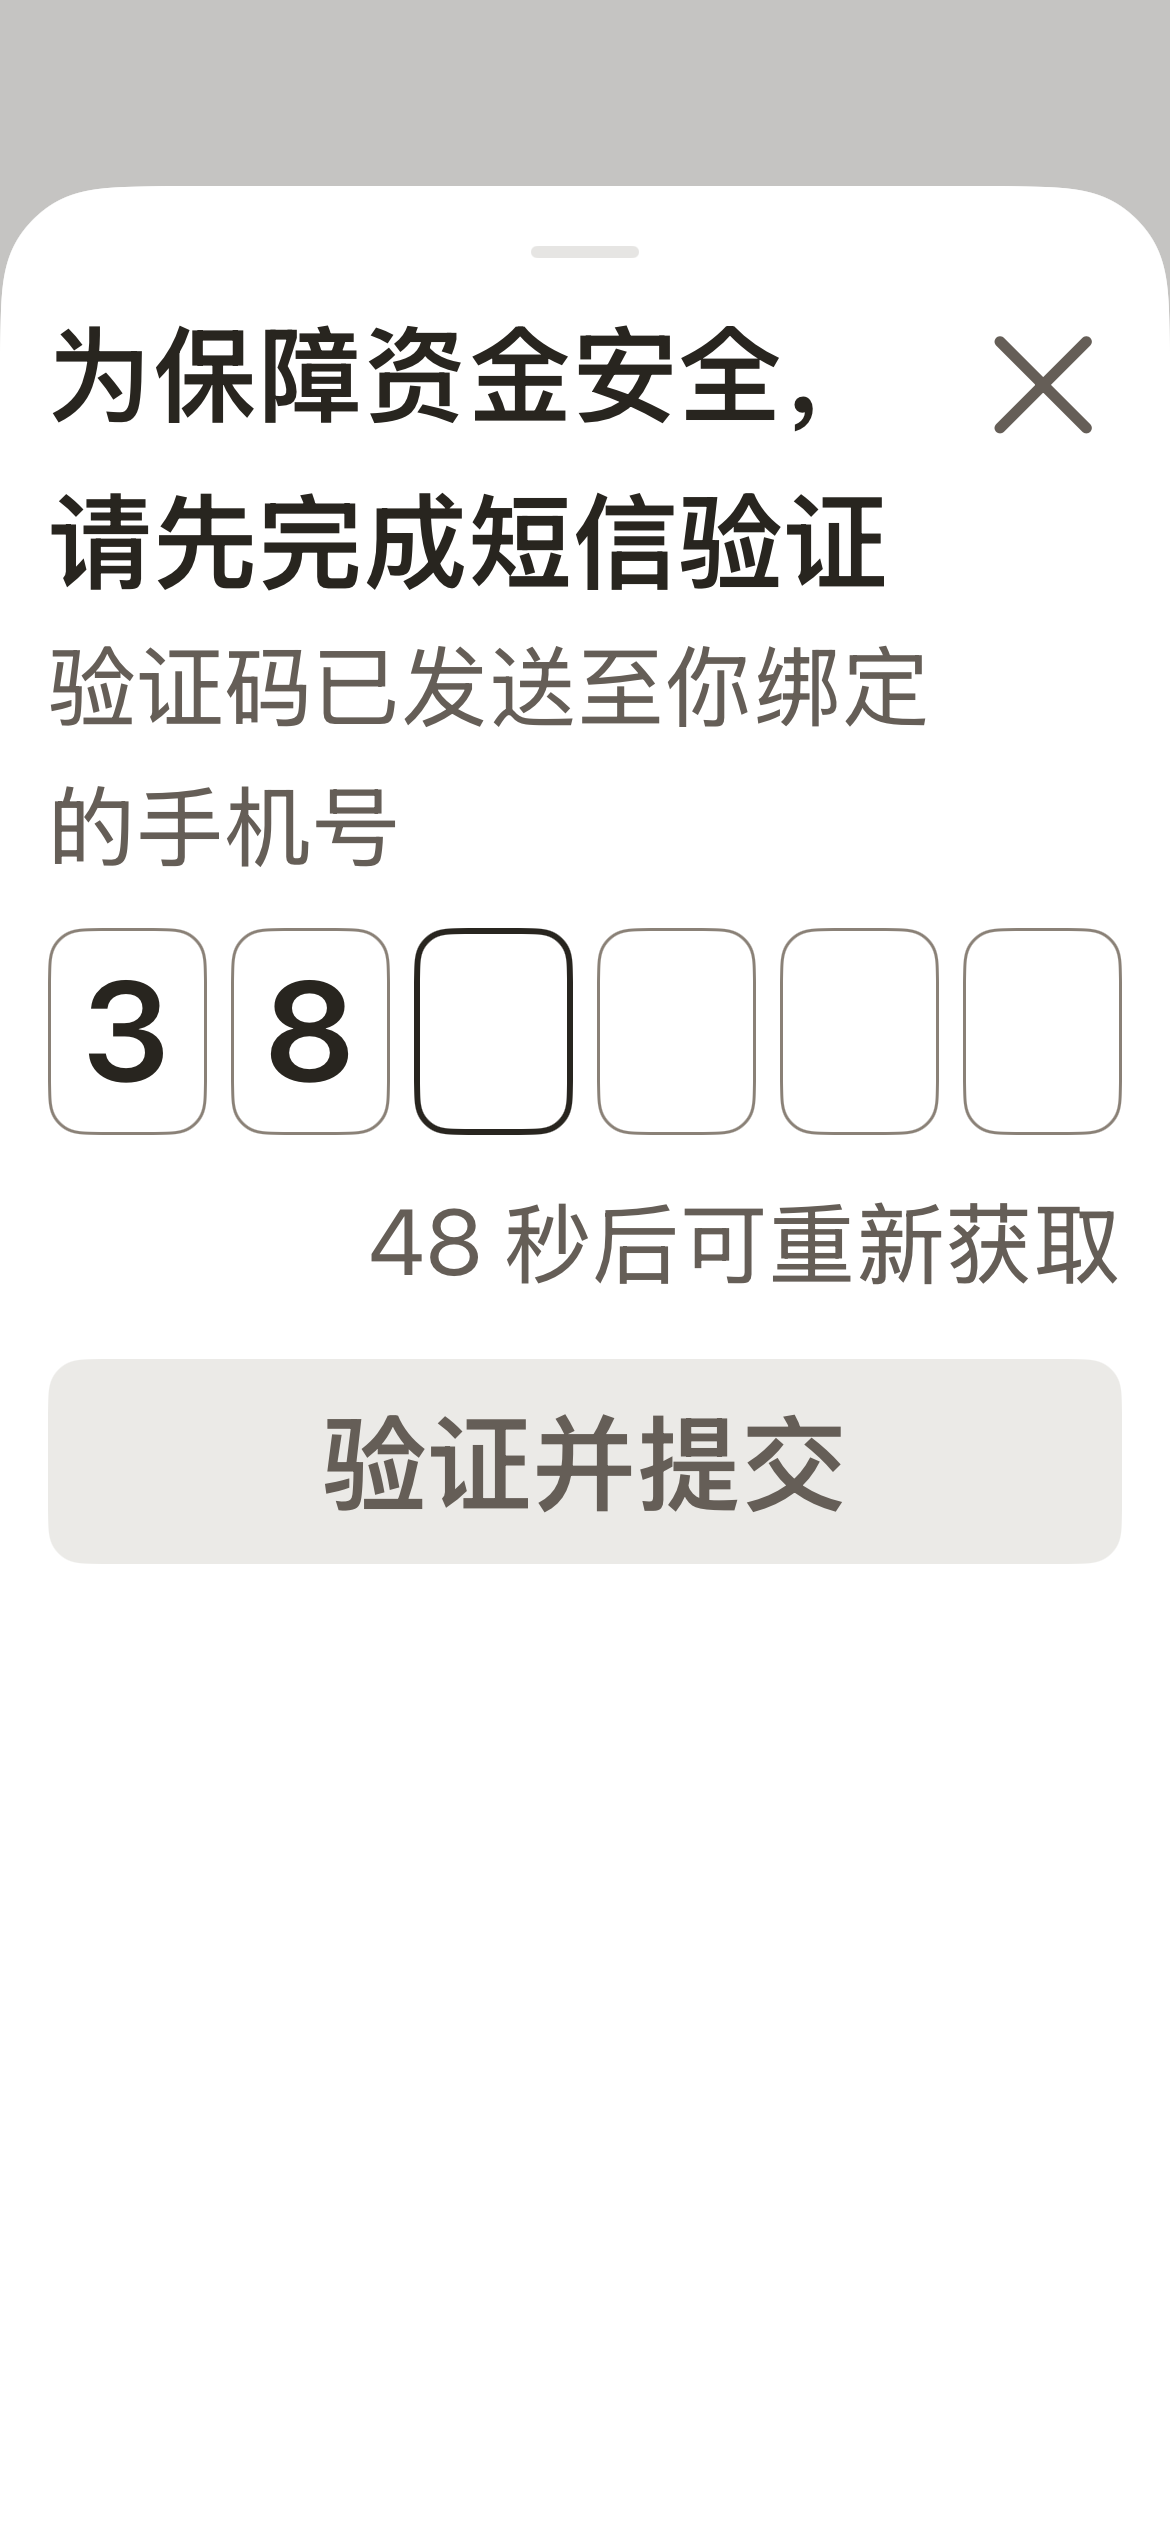 为保障资金安全，
请先完成短信验证
验证码已发送至你绑定
的手机号
3 8
48 秒后可重新获取
验证并提交